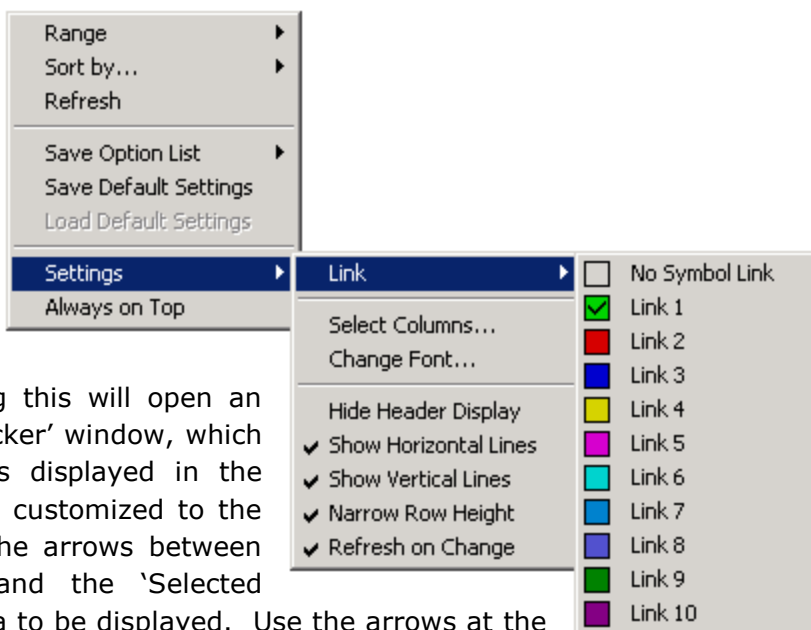 Range
Sort by...
Refresh
Save Option List
Save Default Settings
Load Default Settings
Settings
Always on Top
Link
Select Columns...
Change Font...
Hide Header Display
Show Horizontal Lines
Show Vertical Lines
Narrow Row Height
Refresh on Change
No Symbol Link
Link 1
Link 2
Link 3
Link 4
Link 5
Link 6
Link 7
Link 8
Link 9
Link 10
g this will open an
cker’ window, which
s displayed in the
customized to the
he arrows between
and the ‘Selected
a to be displayed. Use the arrows at the